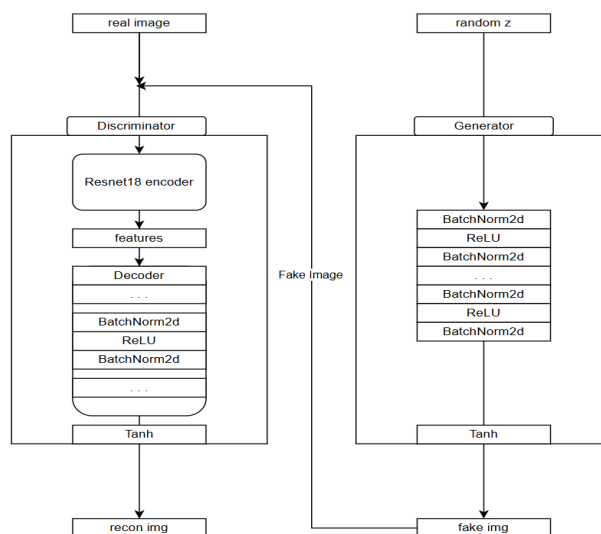 real image
random z
Discriminator
Generator
Resnet18 encoder
features
Decoder
. . .
BatchNorm2d
ReLU
BatchNorm2d
. . .
Tanh
recon img
Fake Image
BatchNorm2d
ReLU
BatchNorm2d
. . .
BatchNorm2d
ReLU
BatchNorm2d
Tanh
fake img